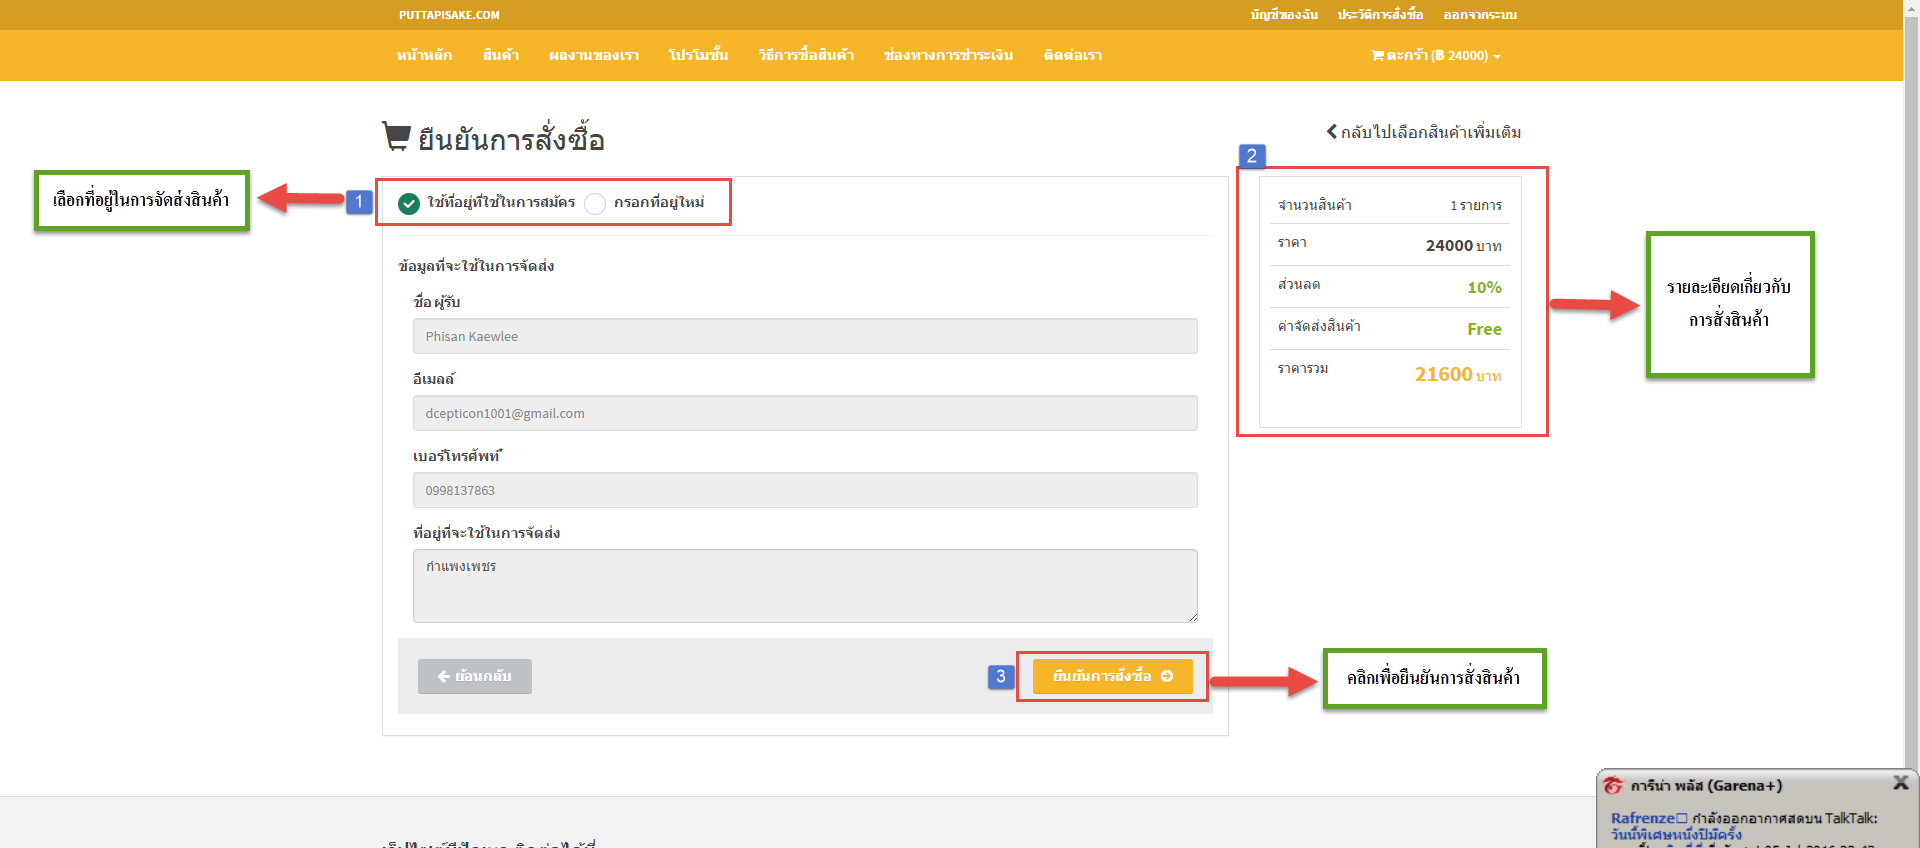 PUTTAPISAKE.COM
บัญชีของฉัน ประวัติการสั่งซื้อ ออกจากระบบ
หน้าหลัก สินค้า ผลงานของเรา โปรโมชั่น วิธีการซื้อสินค้า ช่องทางการชำระเงิน ติดต่อเรา
ตะกร้า (฿ 24000)
ยืนยันการสั่งซื้อ
กลับไปเลือกสินค้าเพิ่มเติม
เลือกที่อยู่ในการจัดส่งสินค้า
1
ใช้ที่อยู่ที่ใช้ในการสมัคร กรอกที่อยู่ใหม่
ข้อมูลที่จะใช้ในการจัดส่ง
ชื่อ ผู้รับ
Phisan Kaewlee
อีเมลล์
dcepticon1001@gmail.com
เบอร์โทรศัพท์ *
0998137863
ที่อยู่ที่จะใช้ในการจัดส่ง
กำแพงเพชร
ย้อนกลับ
3
ยืนยันการสั่งซื้อ
คลิกเพื่อยืนยันการสั่งสินค้า
2
จำนวนสินค้า 1 รายการ
ราคา 24000 บาท
ส่วนลด 10%
ค่าจัดส่งสินค้า Free
ราคารวม 21600 บาท
รายละเอียดเกี่ยวกับ
การสั่งสินค้า
การีน่า พลัส (Garena+)
Rafrenze กำลังออกอากาศสดบน TalkTalk:
วันนี้พิเศษหนึ่งปีมีครั้ง